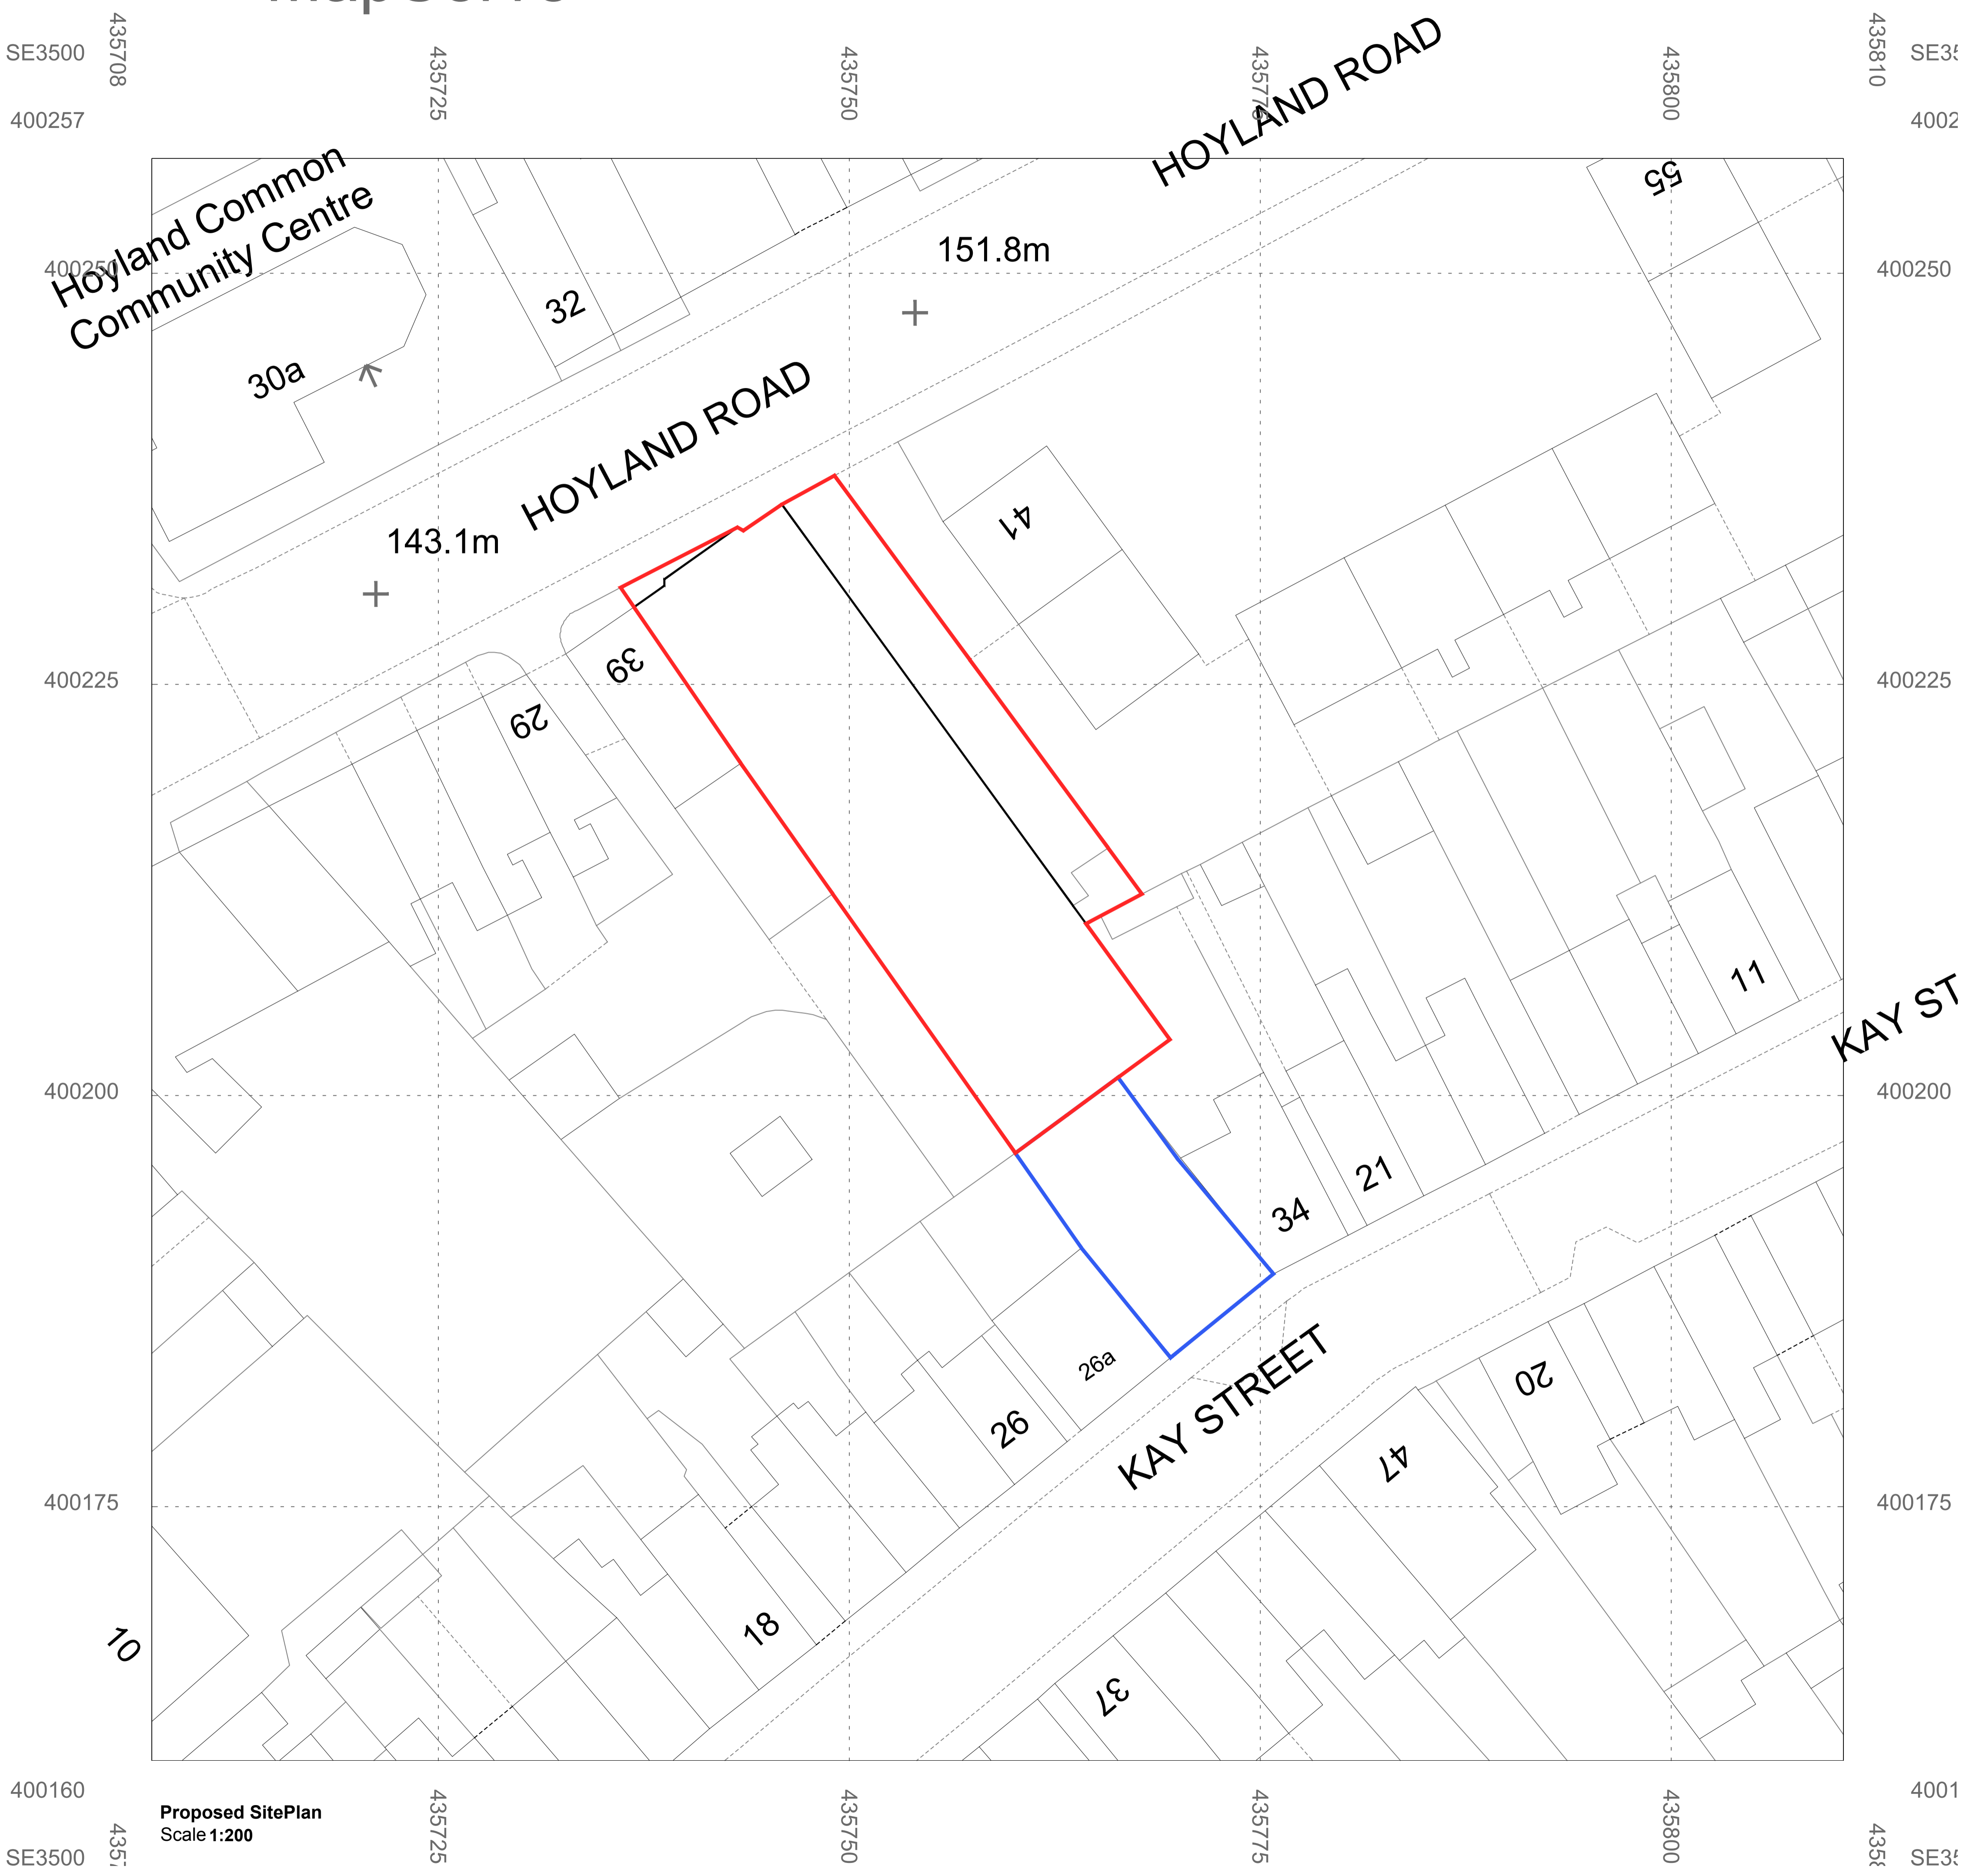 435708
435725
435750
435775
435800
435810
SE3500
400257
HOYLAND ROAD
Hoyland Common
Community Centre
55
151.8m
400250
400250
32
30a
HOYLAND ROAD
41
143.1m
39
29
400225
400225
11
KAY ST
400200
400200
21
34
26a
KAY STREET
20
26
47
400175
400175
18
10
37
400160
Proposed SitePlan
Scale 1:200
435725
435750
435775
435800
SE3500